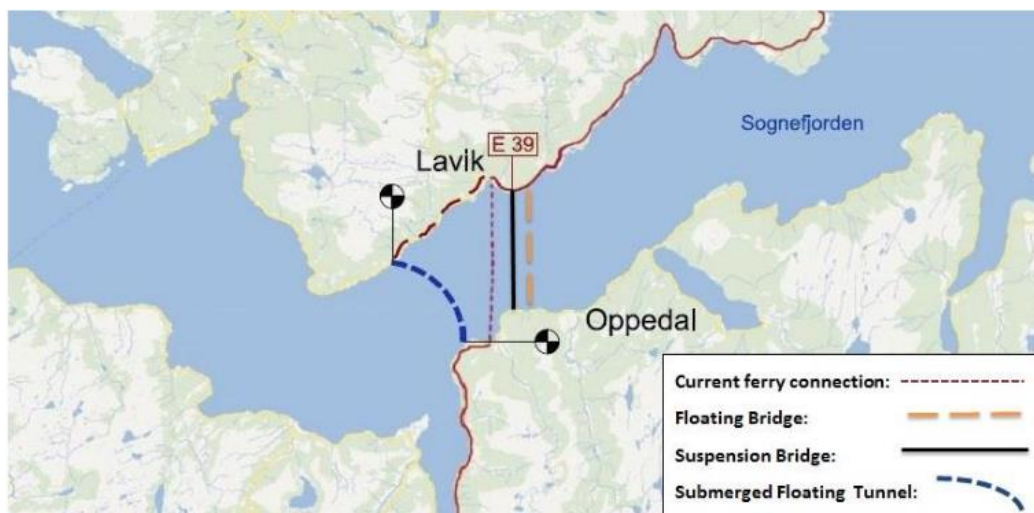 E 39
Lavik
Sognefjorden
Oppedal
Current ferry connection:
Floating Bridge:
Suspension Bridge:
Submerged Floating Tunnel: